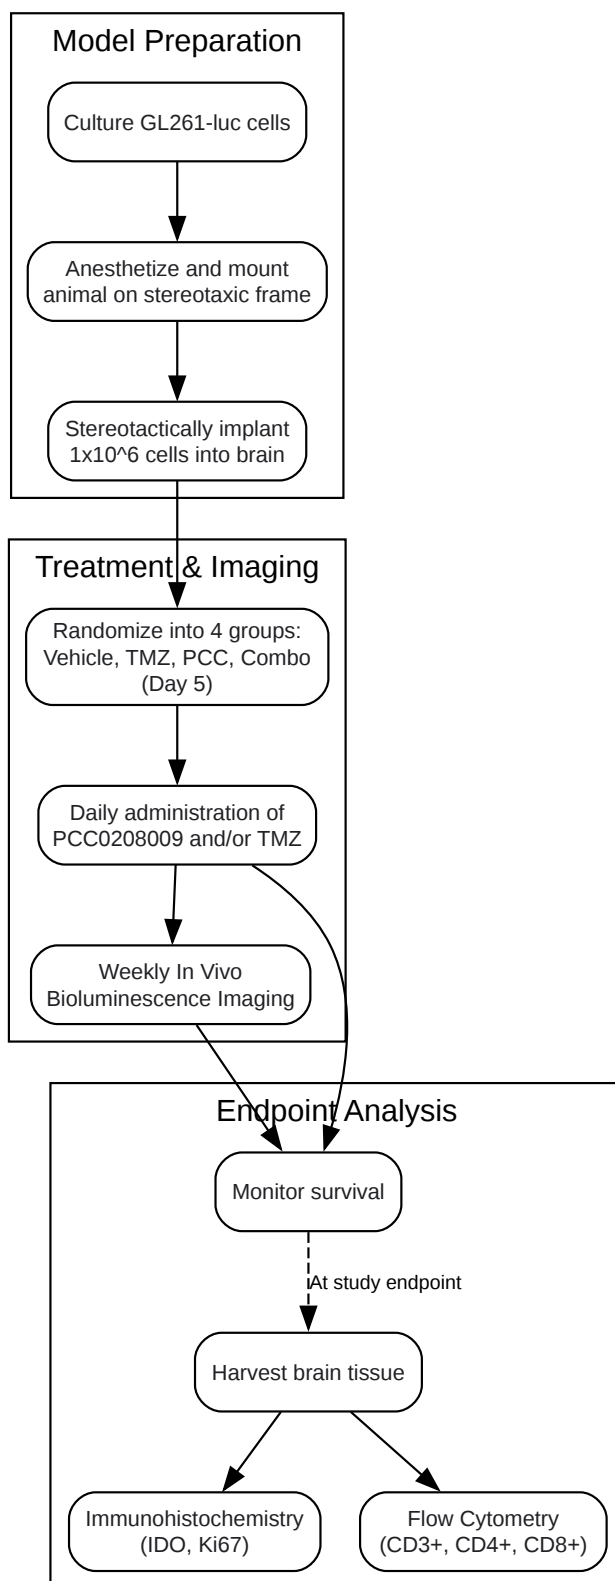 Model Preparation
Culture GL261-luc cells
Anesthetize and mount
animal on stereotaxic frame
Stereotactically implant
1x10^6 cells into brain
Treatment & Imaging
Randomize into 4 groups:
Vehicle, TMZ, PCC, Combo
(Day 5)
Daily administration of
PCC0208009 and/or TMZ
Weekly In Vivo
Bioluminescence Imaging
Endpoint Analysis
Monitor survival
At study endpoint
Harvest brain tissue
Immunohistochemistry
(IDO, Ki67)
Flow Cytometry
(CD3+, CD4+, CD8+)